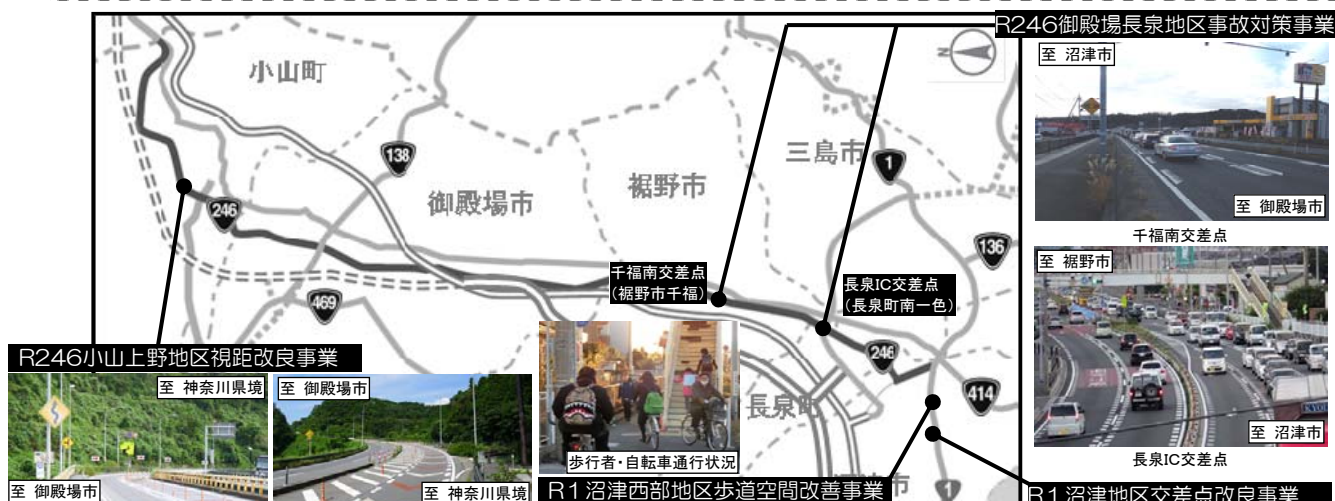 R246御殿場長泉地区事故対策事業
至 沼津市
至 御殿場市
千福南交差点
至 裾野市
至 沼津市
長泉IC交差点
N
小山町
138
246
御殿場市
裾野市
三島市
1
136
469
千福南交差点
(裾野市千福)
長泉IC交差点
(長泉町南一色)
246
414
長泉町
市
1
R246小山上野地区視距改良事業
至 神奈川県境
至 御殿場市
至 御殿場市
至 神奈川県境
歩行者・自転車通行状況
R1沼津西部地区歩道空間改善事業
R1沼津地区交差点改良事業